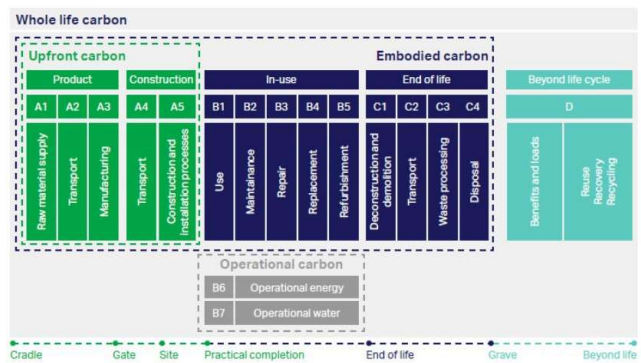 Whole life carbon
Upfront carbon
Embodied carbon
Product
Construction
In-use
End of life
Beyond life cycle
A1
A2
A3
A4
A5
B1
B2
B3
B4
B5
C1
C2
C3
C4
D
Raw material supply
Transport
Manufacturing
Transport
Construction and
Installation processes
Use
Maintainance
Repair
Replacement
Refurbishment
Deconstruction and
demolition
Transport
Waste processing
Disposal
Benefits and loads
Reuse
Recovery
Recycling
Operational carbon
B6
Operational energy
B7
Operational water
Cradle
Gate
Site
Practical completion
End of life
Grave
Beyond life